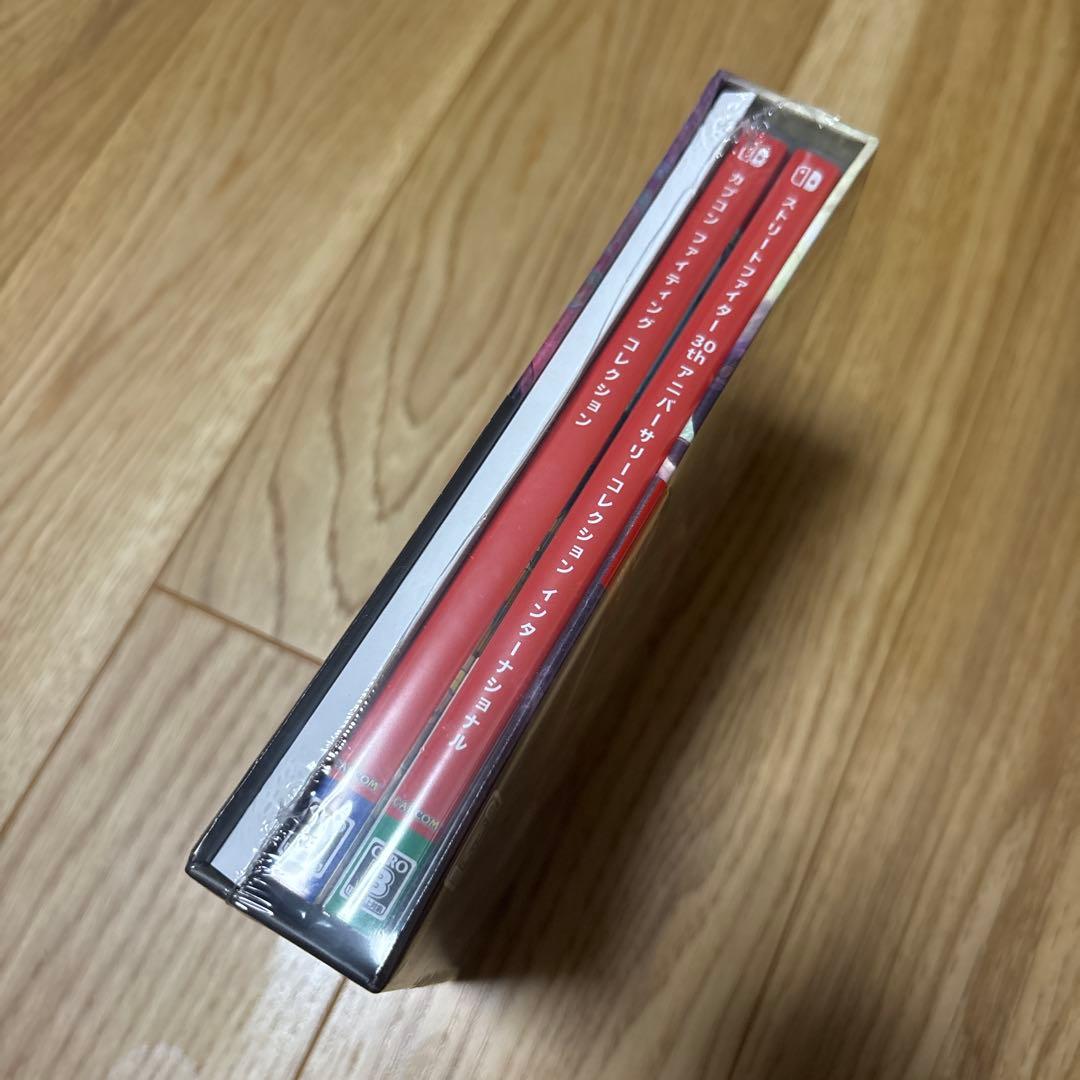 カプコン ファイティング コレクション
CAPCOM
ストリートファイター 30th アニバーサリーコレクション インターナショナル
CAPCOM
CERO
B